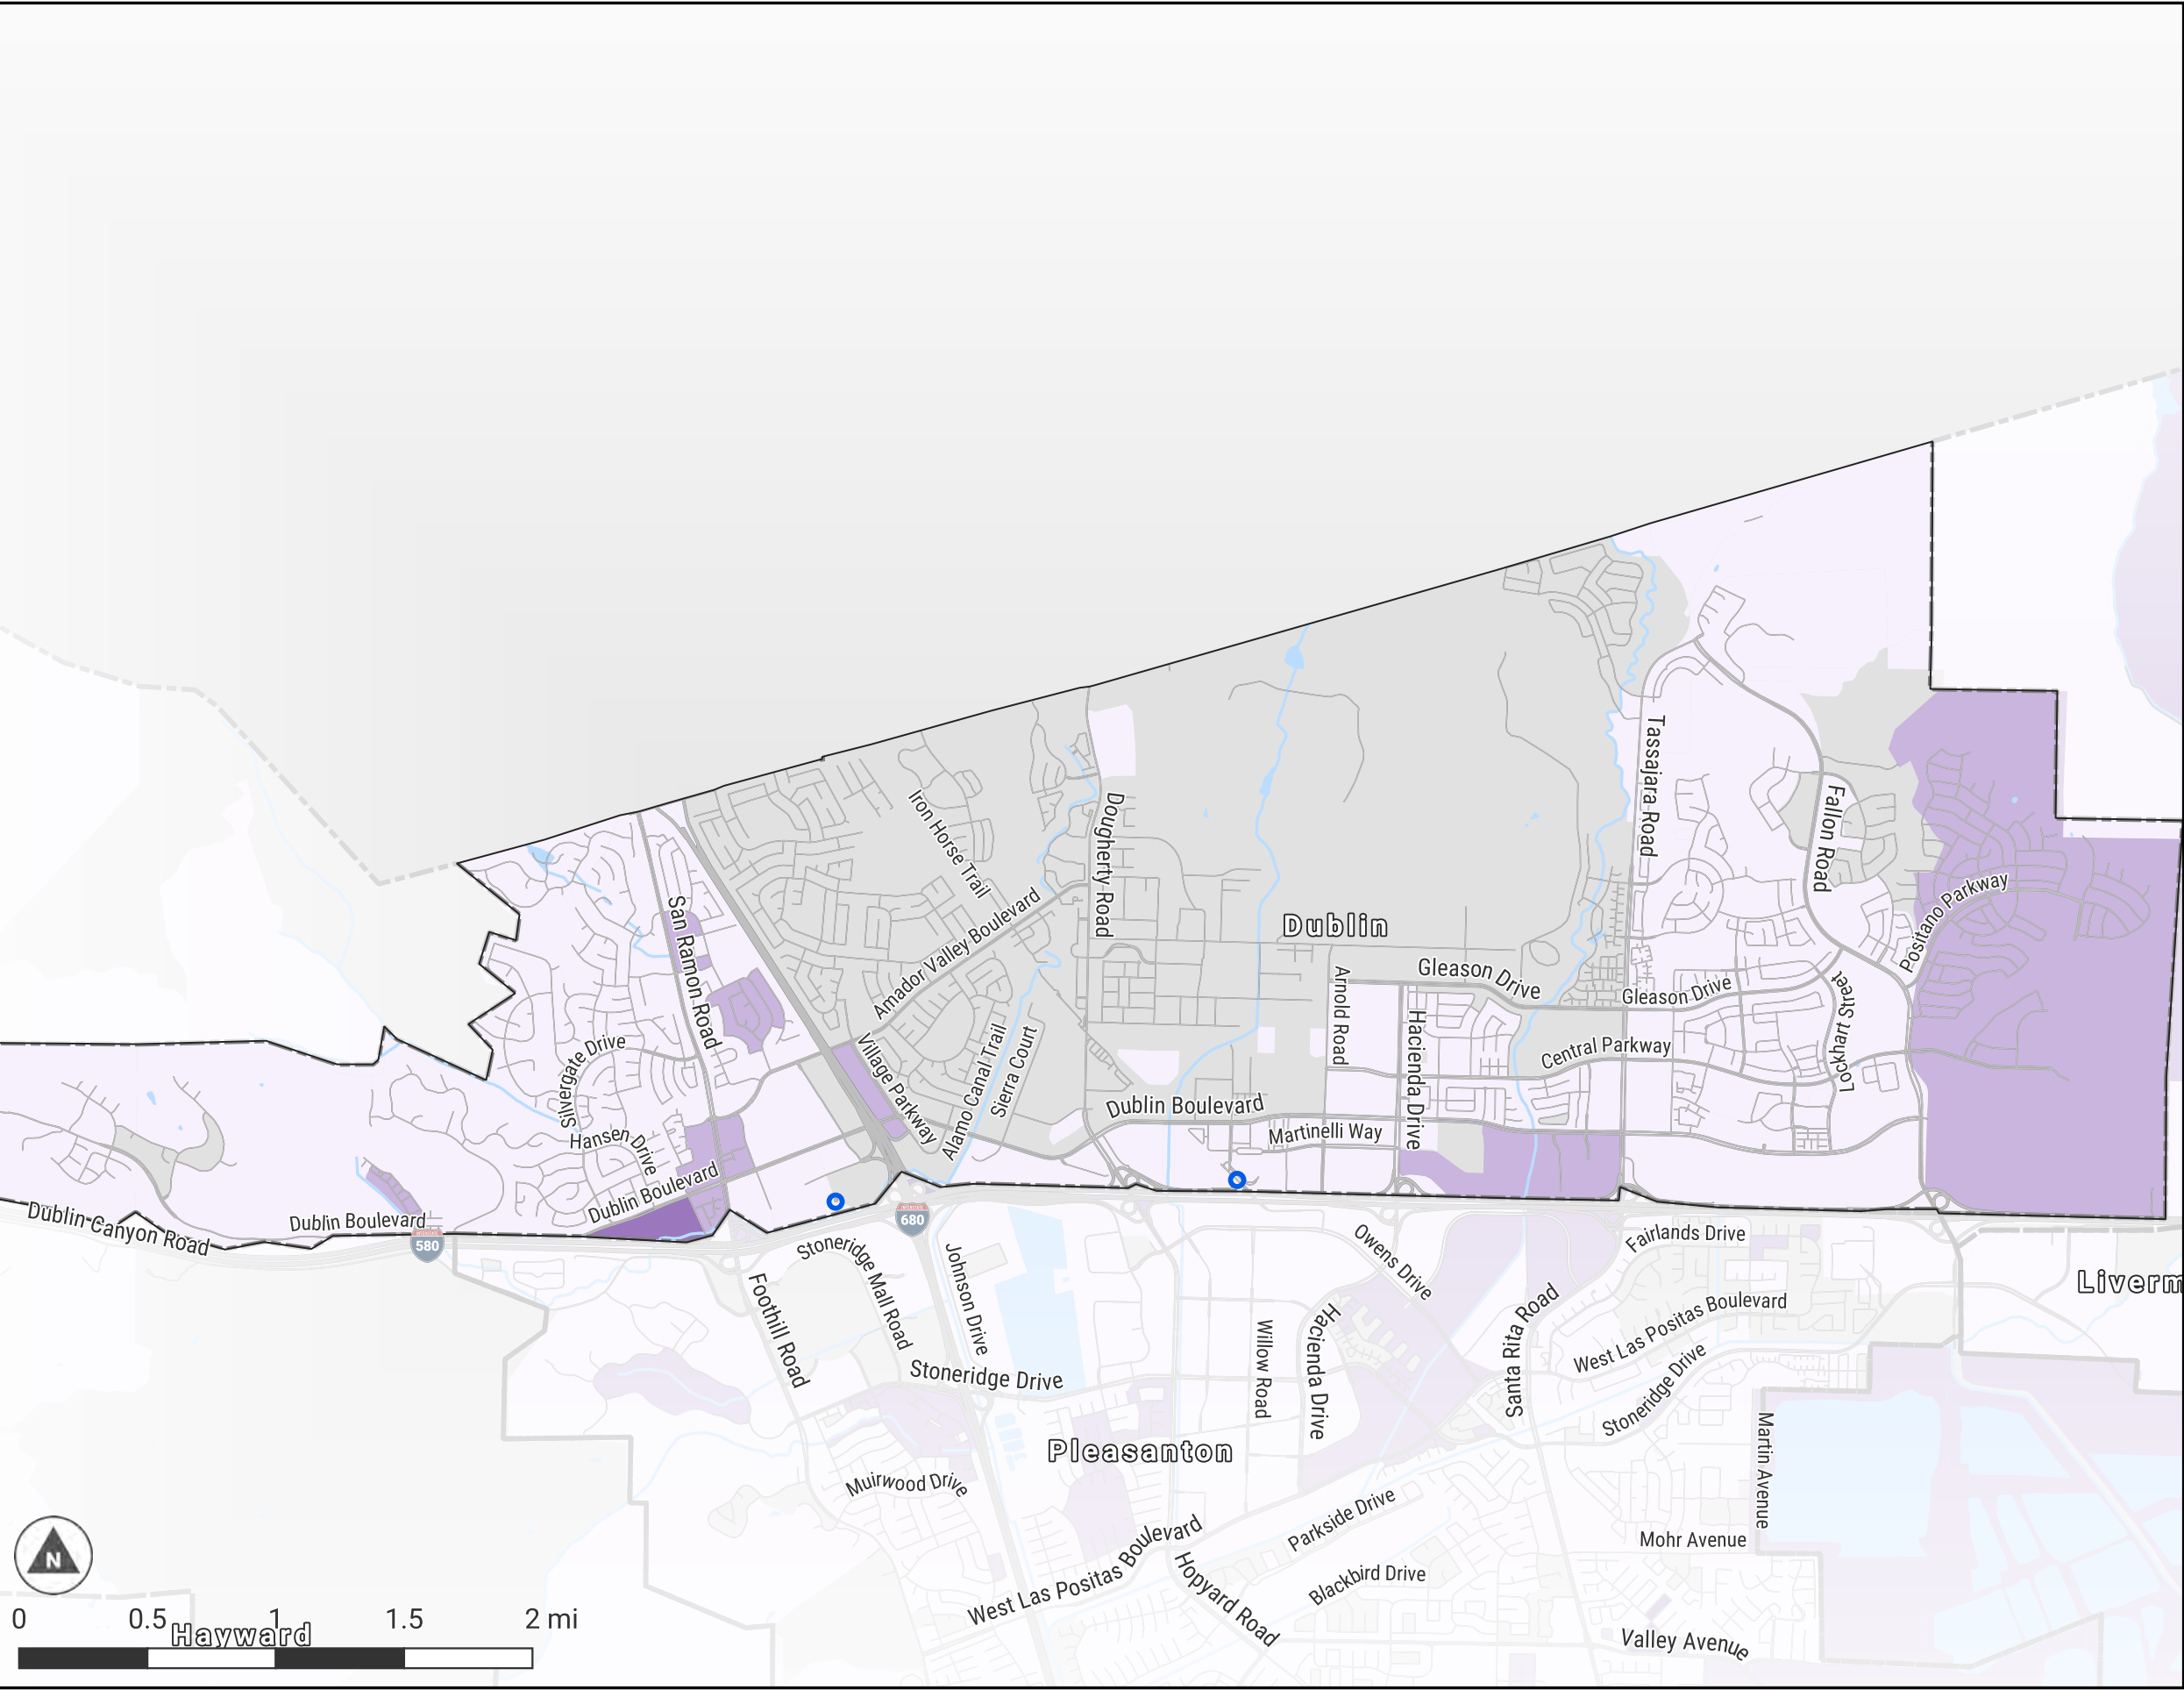 Iron Horse Trail
Dougherty Road
Tassajara Road
Fallon Road
San Ramon Road
Amador Valley Boulevard
Dublin
Positano Parkway
Gleason Drive
Gleason Drive
Arnold Road
Hacienda Drive
Lockhart Street
Central Parkway
Silvergate Drive
Village Parkway
Alamo Canal Trail
Sierra Court
Dublin Boulevard
Martinelli Way
Hansen Drive
Dublin Boulevard
Dublin Boulevard
Dublin Canyon Road
580
680
Stoneridge Mall Road
Johnson Drive
Owens Drive
Fairlands Drive
Liverm
Foothill Road
Willow Road
Hacienda Drive
Santa Rita Road
West Las Positas Boulevard
Stoneridge Drive
Stoneridge Drive
Martin Avenue
Pleasanton
Muirwood Drive
Parkside Drive
West Las Positas Boulevard
Mohr Avenue
Hopyard Road
Blackbird Drive
Valley Avenue
N
0 0.5 1 1.5 2 mi
Hayward